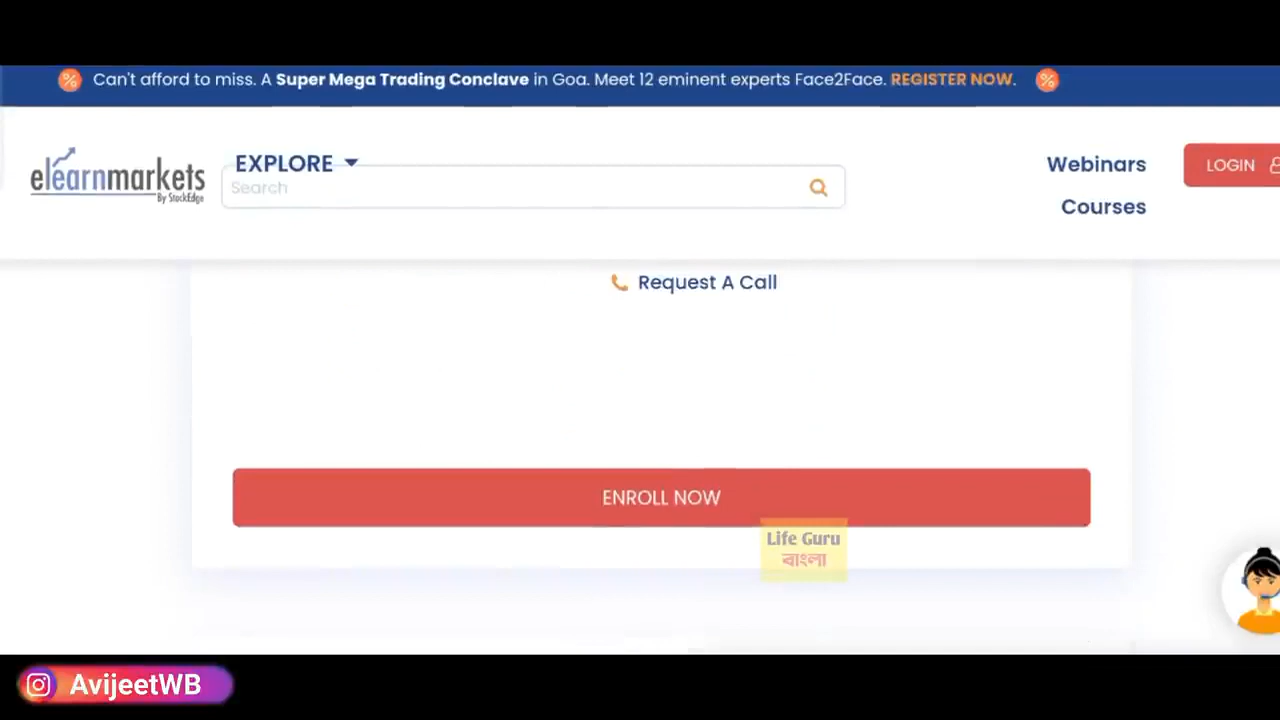 % Can't afford to miss. A Super Mega Trading Conclave in Goa. Meet 12 eminent experts Face2Face. REGISTER NOW. %
elearnmarkets
By StockEdge
EXPLORE
Search
Webinars
Courses
LOGIN
Request A Call
ENROLL NOW
Life Guru
বাংলা
AvijeetWB